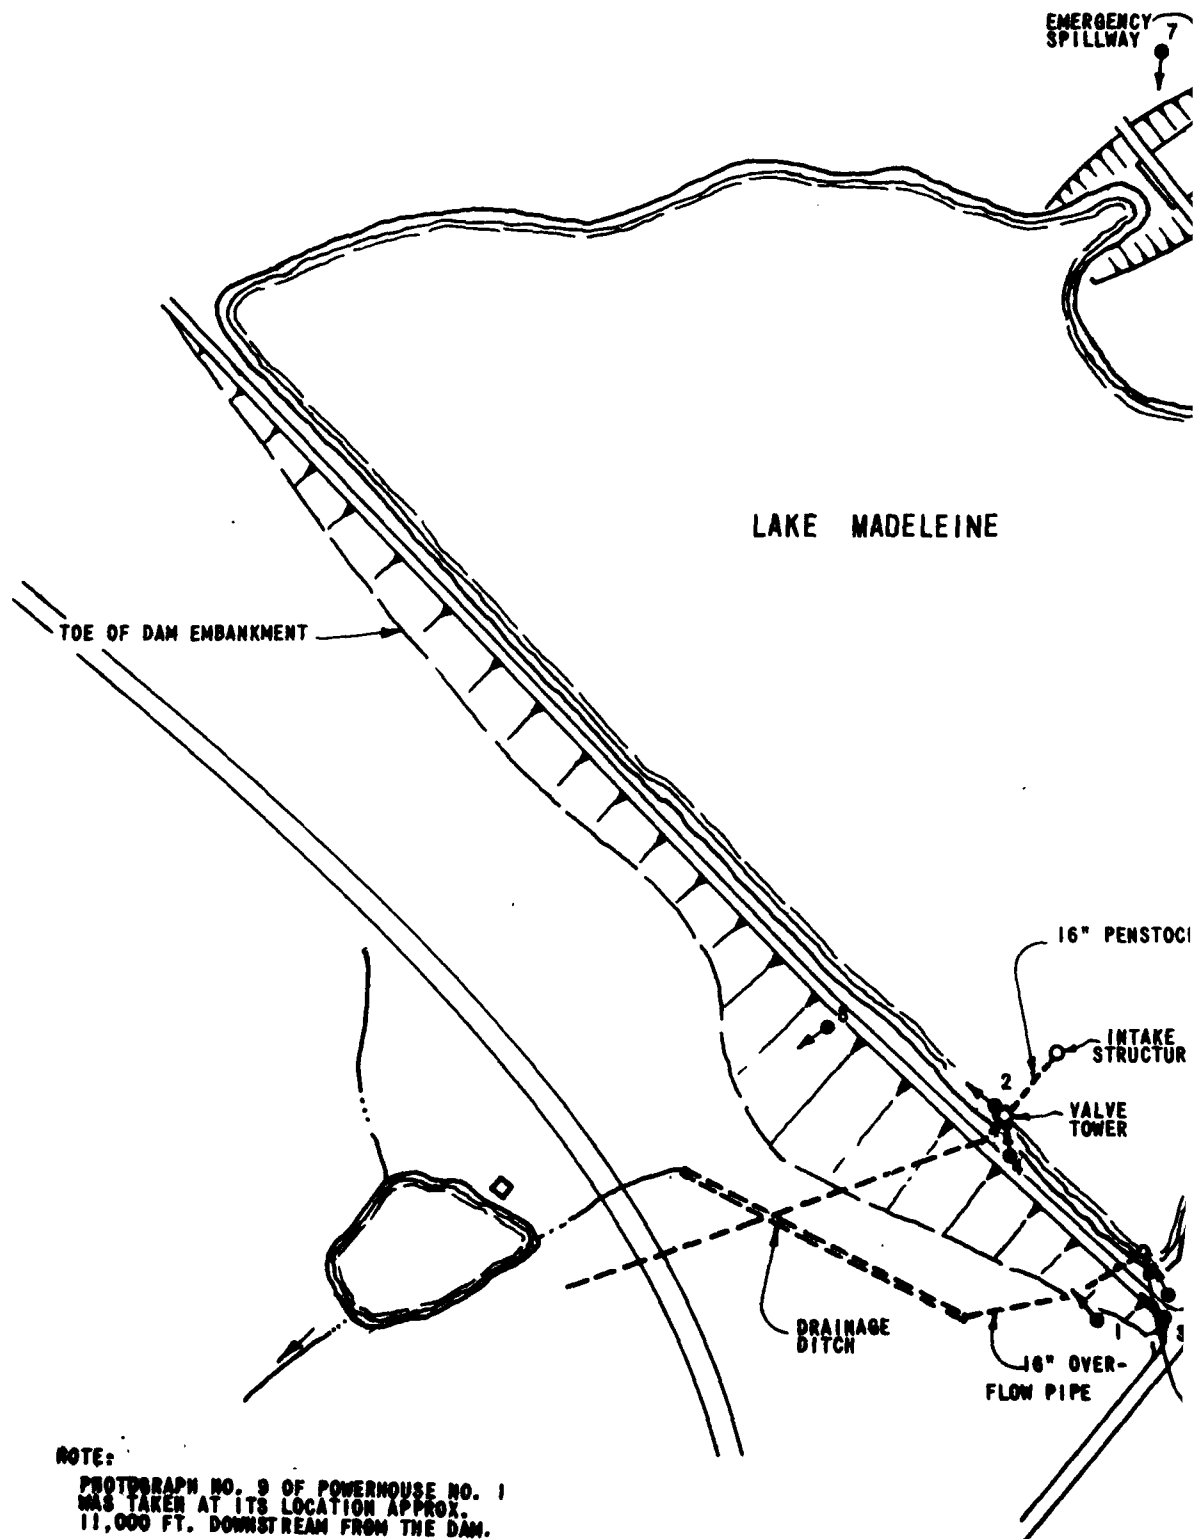 EMERGENCY
SPILLWAY
7
LAKE MADELEINE
TOE OF DAM EMBANKMENT
16" PENSTOC
INTAKE
STRUCTUR
2
VALVE
TOWER
DRAINAGE
DITCH
1
16" OVER-
FLOW PIPE
NOTE:
PHOTOGRAPH NO. 9 OF POWERHOUSE NO. 1
WAS TAKEN AT ITS LOCATION APPROX.
11,000 FT. DOWNSTREAM FROM THE DAM.